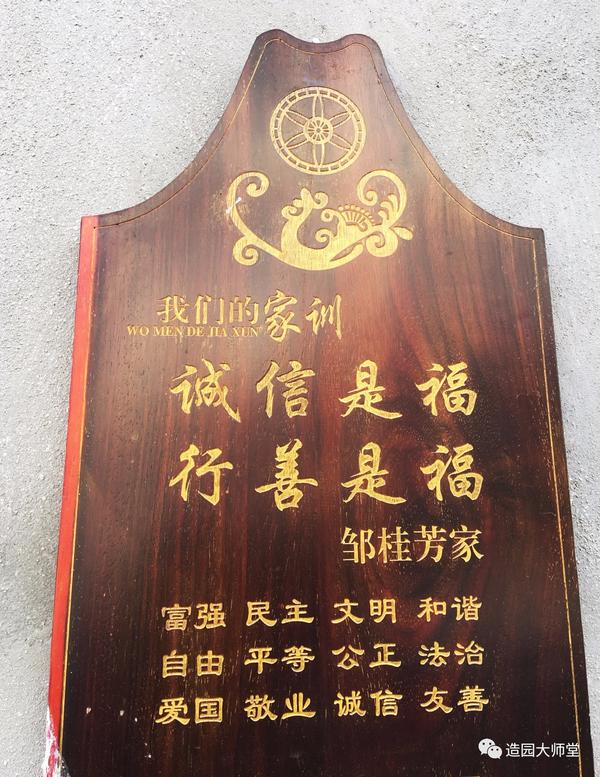 我们的家训
WO MEN DE JIA XUN
诚信是福
行善是福
邹桂芳家
富强 民主 文明 和谐
自由 平等 公正 法治
爱国 敬业 诚信 友善
造园大师堂